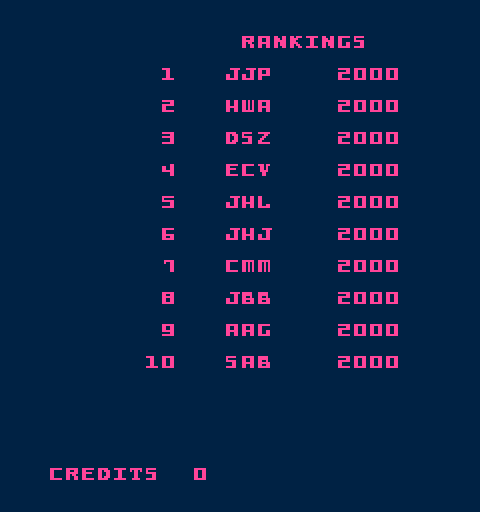 RANKINGS
1 JJP 2000
2 HWA 2000
3 DSZ 2000
4 ECV 2000
5 JHL 2000
6 JHJ 2000
7 CMM 2000
8 JBB 2000
9 AAG 2000
10 SAB 2000
CREDITS 0